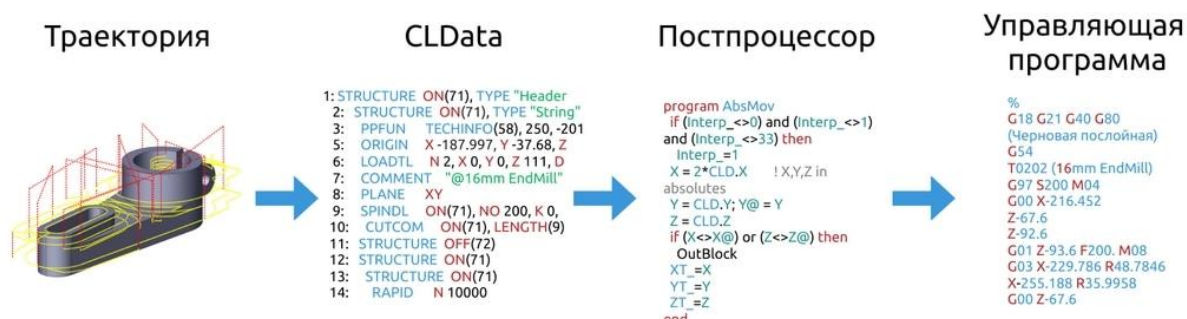 Траектория
CLData
Постпроцессор
Управляющая
программа
1: STRUCTURE ON(71), TYPE "Header
2: STRUCTURE ON(71), TYPE "String"
3: PPFUN TECHINFO(58), 250, -201
5: ORIGIN X -187.997, Y -37.68, Z
6: LOADTL N 2, X 0, Y 0, Z 111, D
7: COMMENT "@16mm EndMill"
8: PLANE XY
9: SPINDL ON(71), NO 200, K 0,
10: CUTCOM ON(71), LENGTH(9)
11: STRUCTURE OFF(72)
12: STRUCTURE ON(71)
13: STRUCTURE ON(71)
14: RAPID N 10000
program AbsMov
if (Interp_<>0) and (Interp_<>1)
and (Interp_<>33) then
Interp_=1
X = 2*CLD.X ! X,Y,Z in
absolutes
Y = CLD.Y; Y@ = Y
Z = CLD.Z
if (X<>X@) or (Z<>Z@) then
OutBlock
XT_=X
YT_=Y
ZT_=Z
end
%
G18 G21 G40 G80
(Черновая послойная)
G54
T0202 (16mm EndMill)
G97 S200 M04
G00 X-216.452
Z-67.6
Z-92.6
G01 Z-93.6 F200. M08
G03 X-229.786 R48.7846
X-255.188 R35.9958
G00 Z-67.6